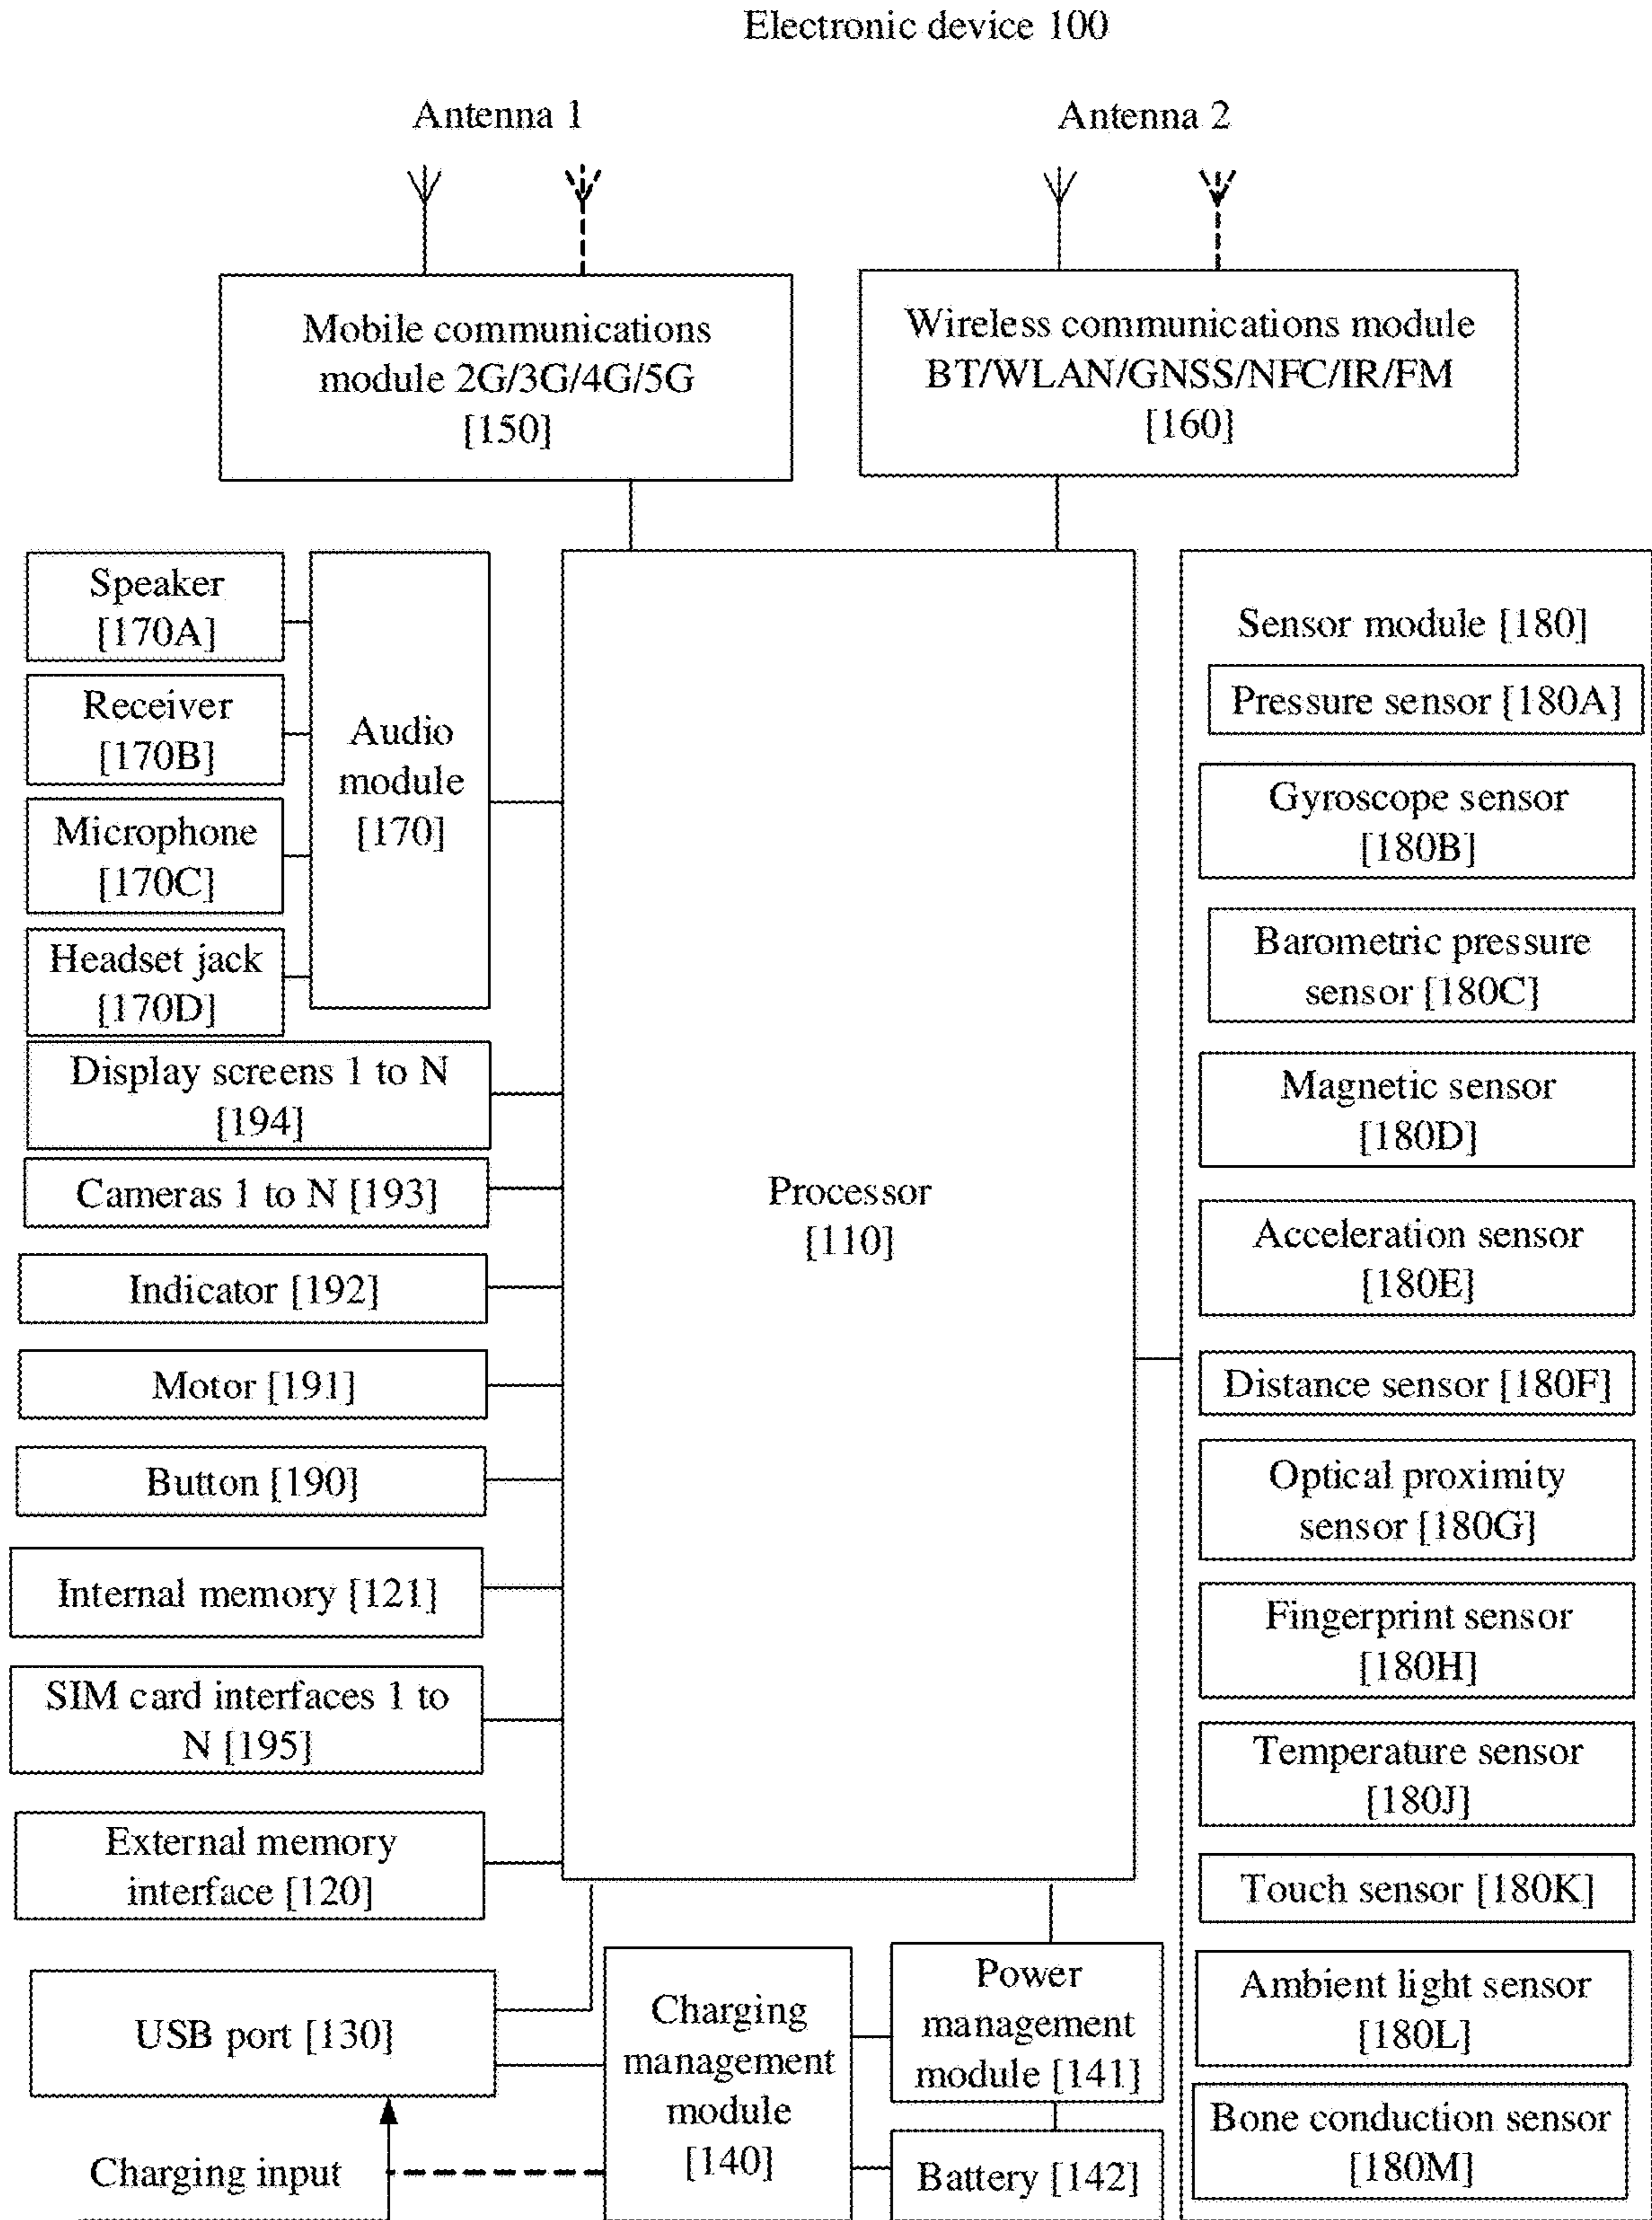 Electronic device 100
Antenna 1
Antenna 2
Mobile communications
module 2G/3G/4G/5G
[150]
Wireless communications module
BT/WLAN/GNSS/NFC/IR/FM
[160]
Speaker
[170A]
Receiver
[170B]
Microphone
[170C]
Headset jack
[170D]
Audio
module
[170]
Display screens 1 to N
[194]
Cameras 1 to N [193]
Indicator [192]
Motor [191]
Button [190]
Internal memory [121]
SIM card interfaces 1 to
N [195]
External memory
interface [120]
USB port [130]
Charging input
Processor
[110]
Charging
management
module
[140]
Power
management
module [141]
Battery [142]
Sensor module [180]
Pressure sensor [180A]
Gyroscope sensor
[180B]
Barometric pressure
sensor [180C]
Magnetic sensor
[180D]
Acceleration sensor
[180E]
Distance sensor [180F]
Optical proximity
sensor [180G]
Fingerprint sensor
[180H]
Temperature sensor
[180J]
Touch sensor [180K]
Ambient light sensor
[180L]
Bone conduction sensor
[180M]